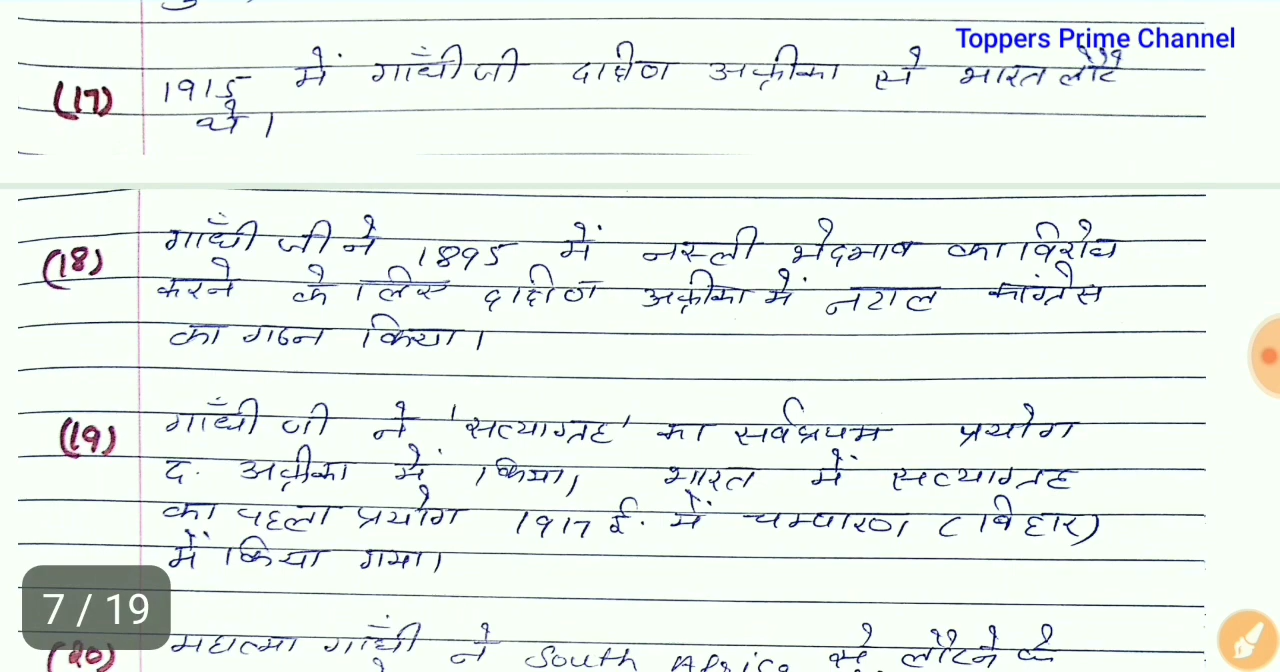 Toppers Prime Channel
(17) 1915 में गाँधी जी दक्षिण अफ्रीका से भारत लौटे
थे।
(18) गाँधी जी ने 1895 में नस्ली भेदभाव का विरोध
करने के लिए दक्षिण अफ्रीका में नटाल कांग्रेस
का गठन किया।
(19) गाँधी जी ने 'सत्याग्रह' का सर्वप्रथम प्रयोग
द. अफ्रीका में किया। भारत में सत्याग्रह
का पहला प्रयोग 1917 ई. में चम्पारण (बिहार)
में किया गया।
7 / 19
(20) महात्मा गाँधी ने South Africa से लौटने के